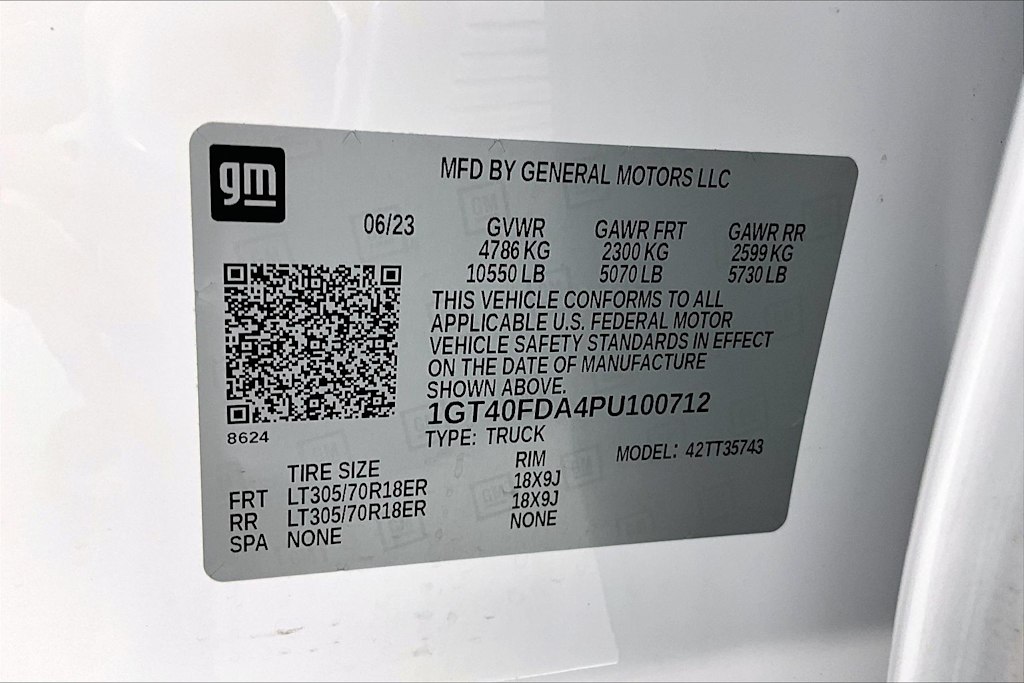 gm
MFD BY GENERAL MOTORS LLC
06/23 GVWR GAWR FRT GAWR RR
4786 KG 2300 KG 2599 KG
10550 LB 5070 LB 5730 LB
THIS VEHICLE CONFORMS TO ALL
APPLICABLE U.S. FEDERAL MOTOR
VEHICLE SAFETY STANDARDS IN EFFECT
ON THE DATE OF MANUFACTURE
SHOWN ABOVE.
1GT40FDA4PU100712
8624
TYPE: TRUCK MODEL: 42TT35743
TIRE SIZE RIM
FRT LT305/70R18ER 18X9J
RR LT305/70R18ER 18X9J
SPA NONE NONE